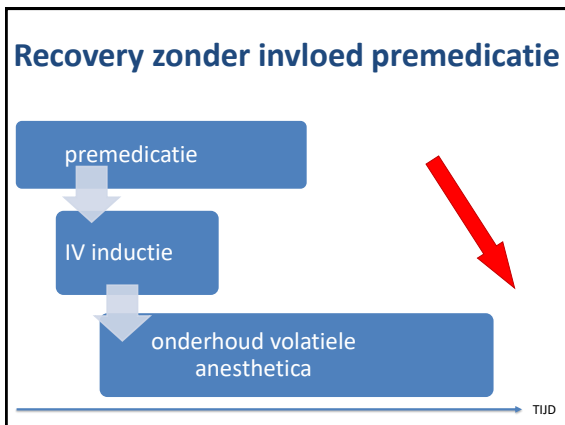 Recovery zonder invloed premedicatie
premedicatie
IV inductie
onderhoud volatiele
anesthetica
TIJD